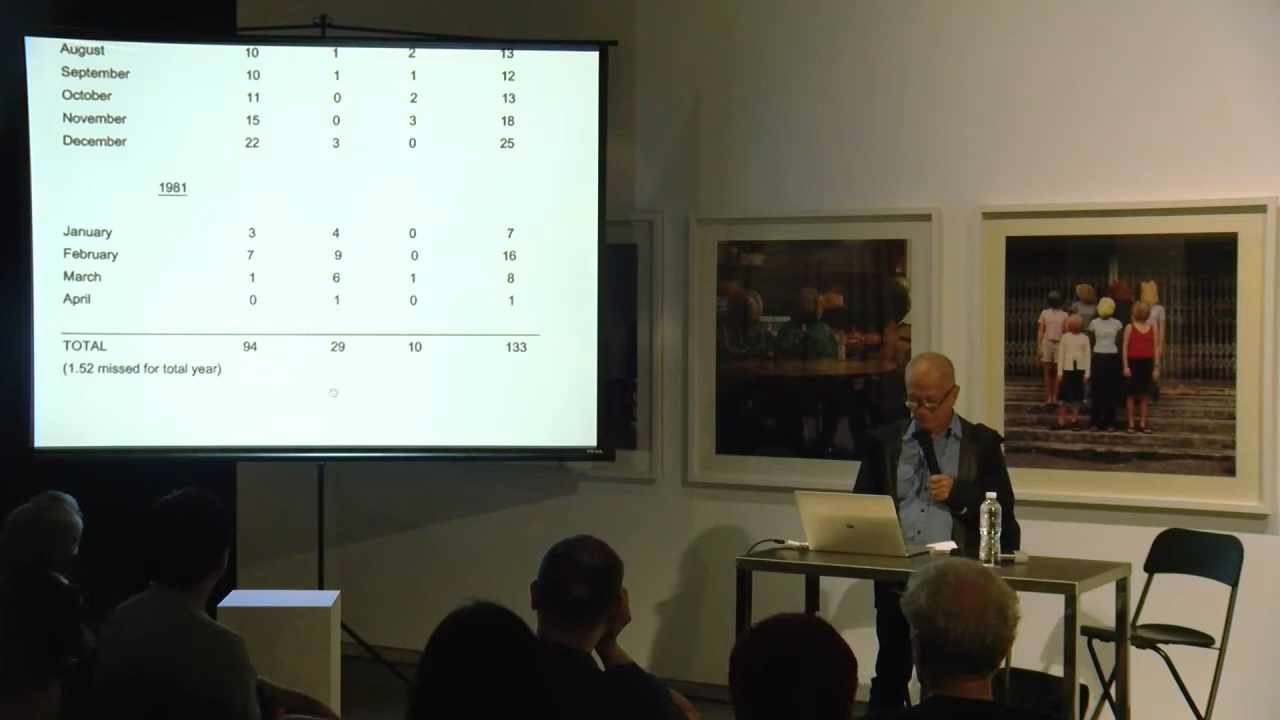 August 10 1 2 13
September 10 1 1 12
October 11 0 2 13
November 15 0 3 18
December 22 3 0 25
1981
January 3 4 0 7
February 7 9 0 16
March 1 6 1 8
April 0 1 0 1
TOTAL 94 29 10 133
(1.52 missed for total year)